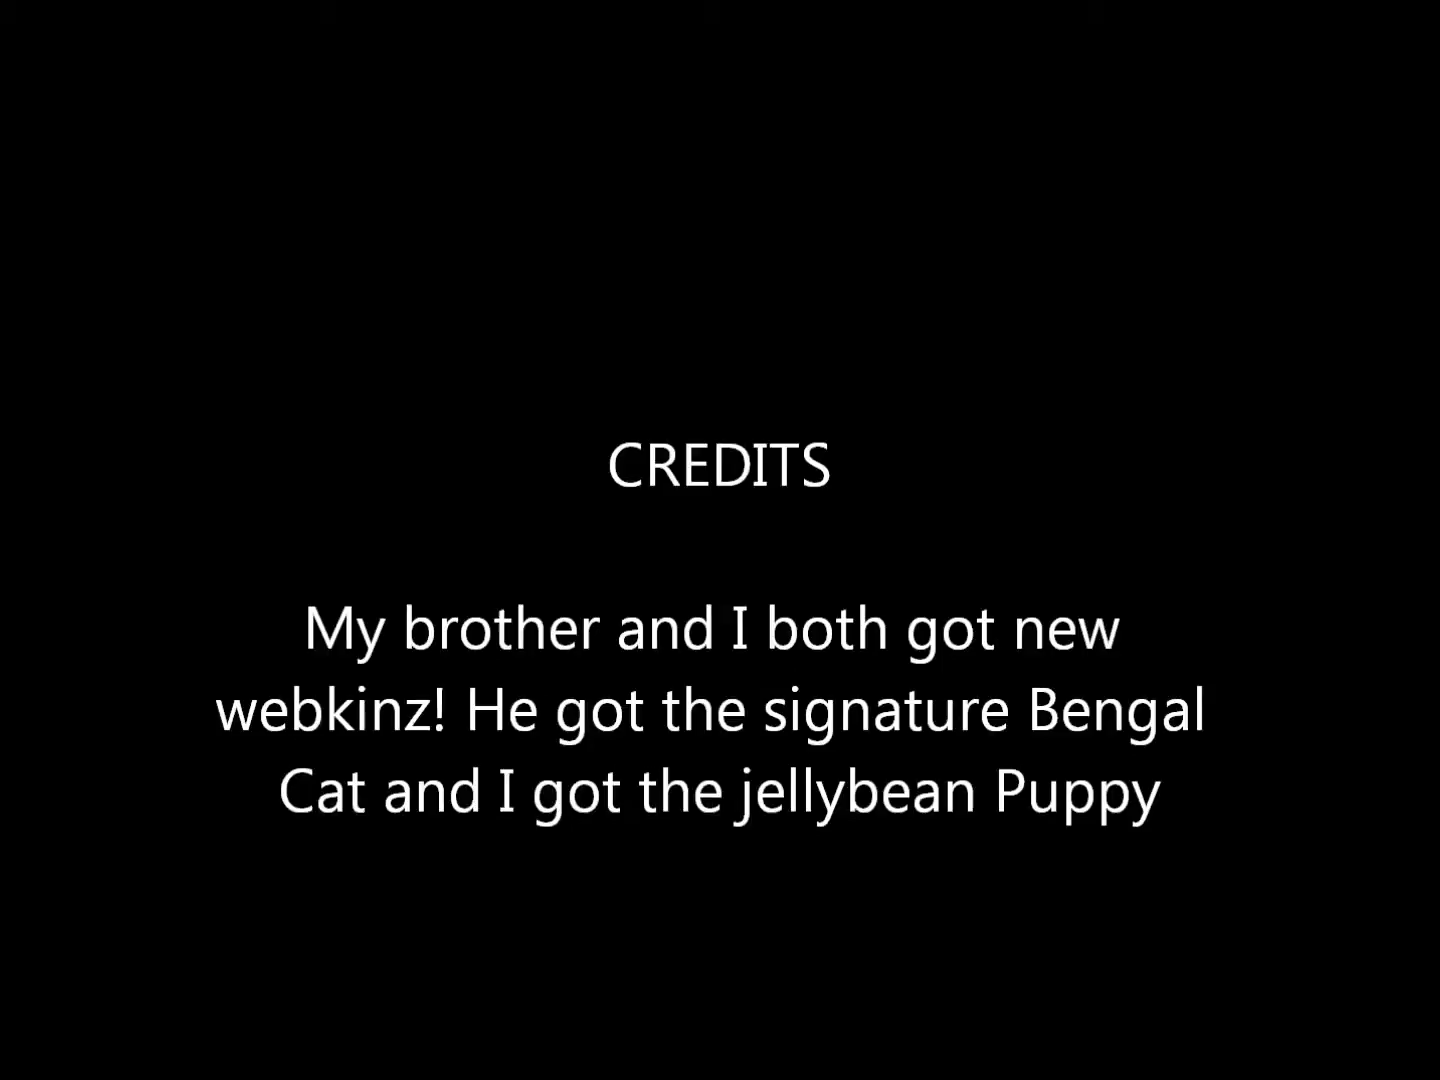 CREDITS
My brother and I both got new
webkinz! He got the signature Bengal
Cat and I got the jellybean Puppy